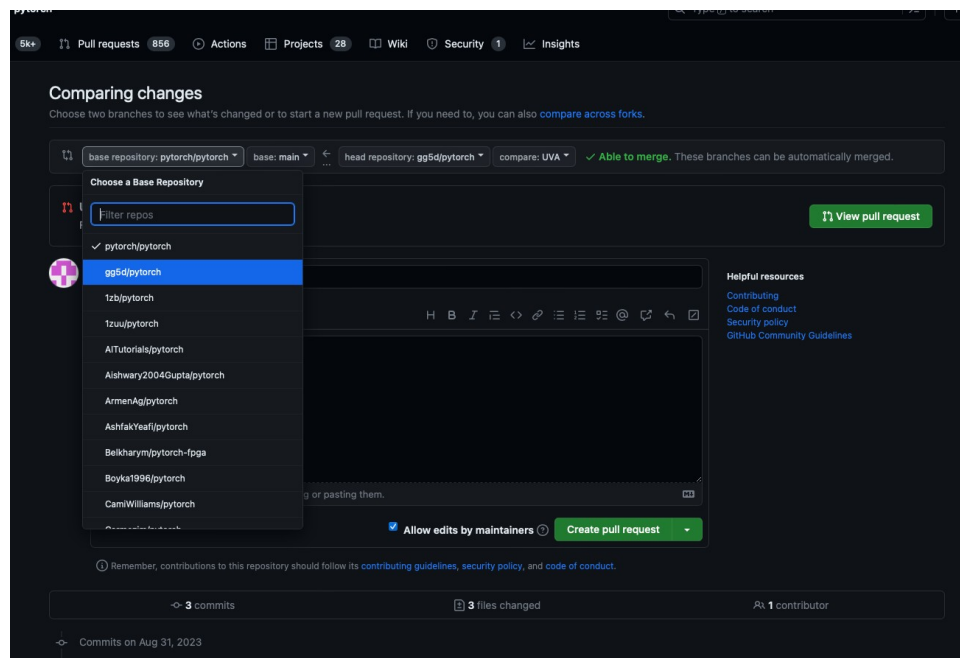 pytorch
Type / to search
5k+ Pull requests 856 Actions Projects 28 Wiki Security 1 Insights
Comparing changes
Choose two branches to see what's changed or to start a new pull request. If you need to, you can also compare across forks.
base repository: pytorch/pytorch base: main ← ... head repository: gg5d/pytorch compare: UVA ✓ Able to merge. These branches can be automatically merged.
Choose a Base Repository
Filter repos
View pull request
pytorch/pytorch
gg5d/pytorch
1zb/pytorch
1zuu/pytorch
AITutorials/pytorch
Aishwary2004Gupta/pytorch
ArmenAg/pytorch
AshfakYeafi/pytorch
Belkharym/pytorch-fpga
Boyka1996/pytorch
CamiWilliams/pytorch
H B I @
Helpful resources
Contributing
Code of conduct
Security policy
GitHub Community Guidelines
g or pasting them.
Allow edits by maintainers Create pull request
Remember, contributions to this repository should follow its contributing guidelines, security policy, and code of conduct.
3 commits 3 files changed 1 contributor
Commits on Aug 31, 2023